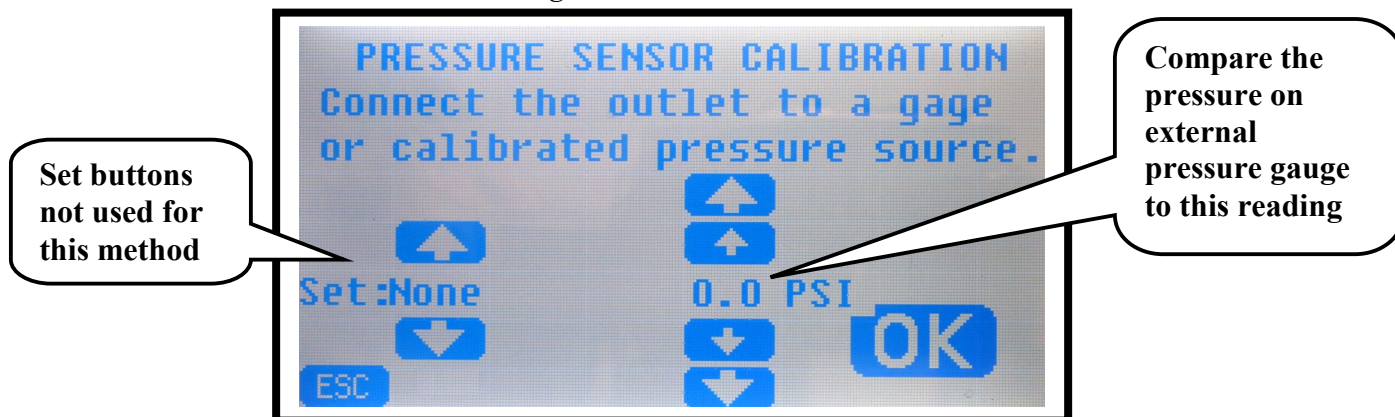 PRESSURE SENSOR CALIBRATION
Connect the outlet to a gage
or calibrated pressure source.
Set buttons
not used for
this method
Compare the
pressure on
external
pressure gauge
to this reading
Set:None
0.0 PSI
OK
ESC